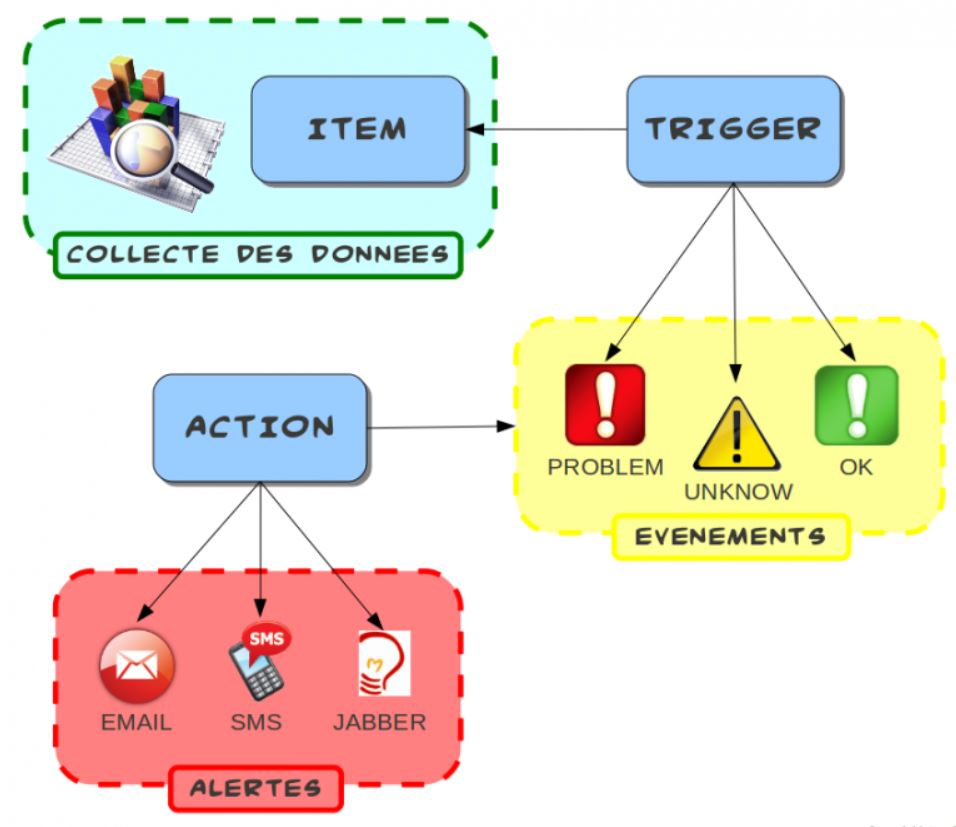 ITEM
TRIGGER
COLLECTE DES DONNEES
ACTION
PROBLEM
UNKNOW
OK
EVENEMENTS
SMS
EMAIL
SMS
JABBER
ALERTES